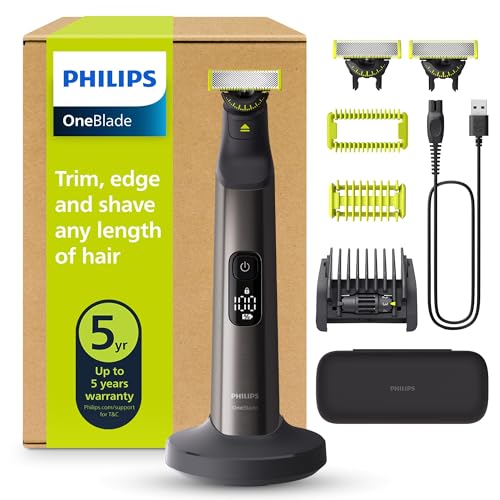 PHILIPS
OneBlade
Trim, edge
and shave
any length
of hair
5yr
Up to
5 years
warranty
Philips.com/support
for T&C
100
%
PHILIPS
OneBlade
PHILIPS